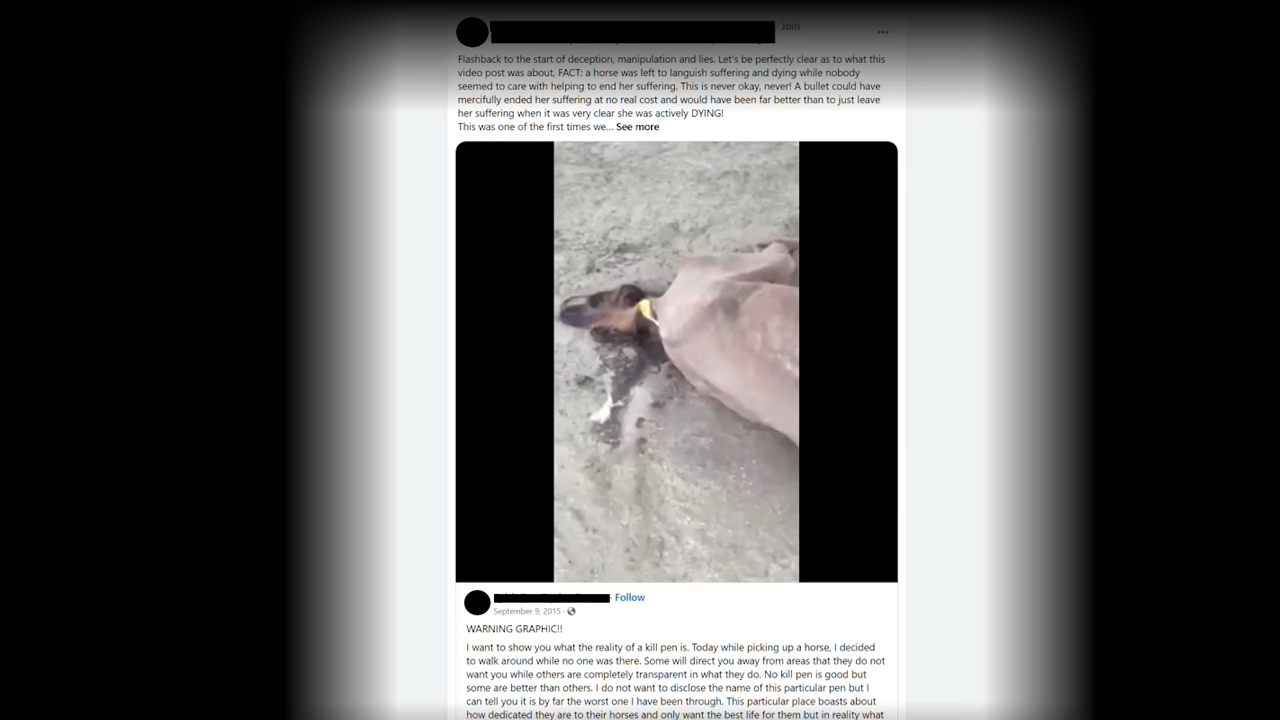 Join
Flashback to the start of deception, manipulation and lies. Let's be perfectly clear as to what this
video post was about, FACT: a horse was left to languish suffering and dying while nobody
seemed to care with helping to end her suffering. This is never okay, never! A bullet could have
mercifully ended her suffering at no real cost and would have been far better than to just leave
her suffering when it was very clear she was actively DYING!
This was one of the first times we... See more
Follow
September 9, 2015 ·
WARNING GRAPHIC!!
I want to show you what the reality of a kill pen is. Today while picking up a horse, I decided
to walk around while no one was there. Some will direct you away from areas that they do not
want you while others are completely transparent in what they do. No kill pen is good but
some are better than others. I do not want to disclose the name of this particular pen but I
can tell you it is by far the worst one I have been through. This particular place boasts about
how dedicated they are to their horses and only want the best life for them but in reality what